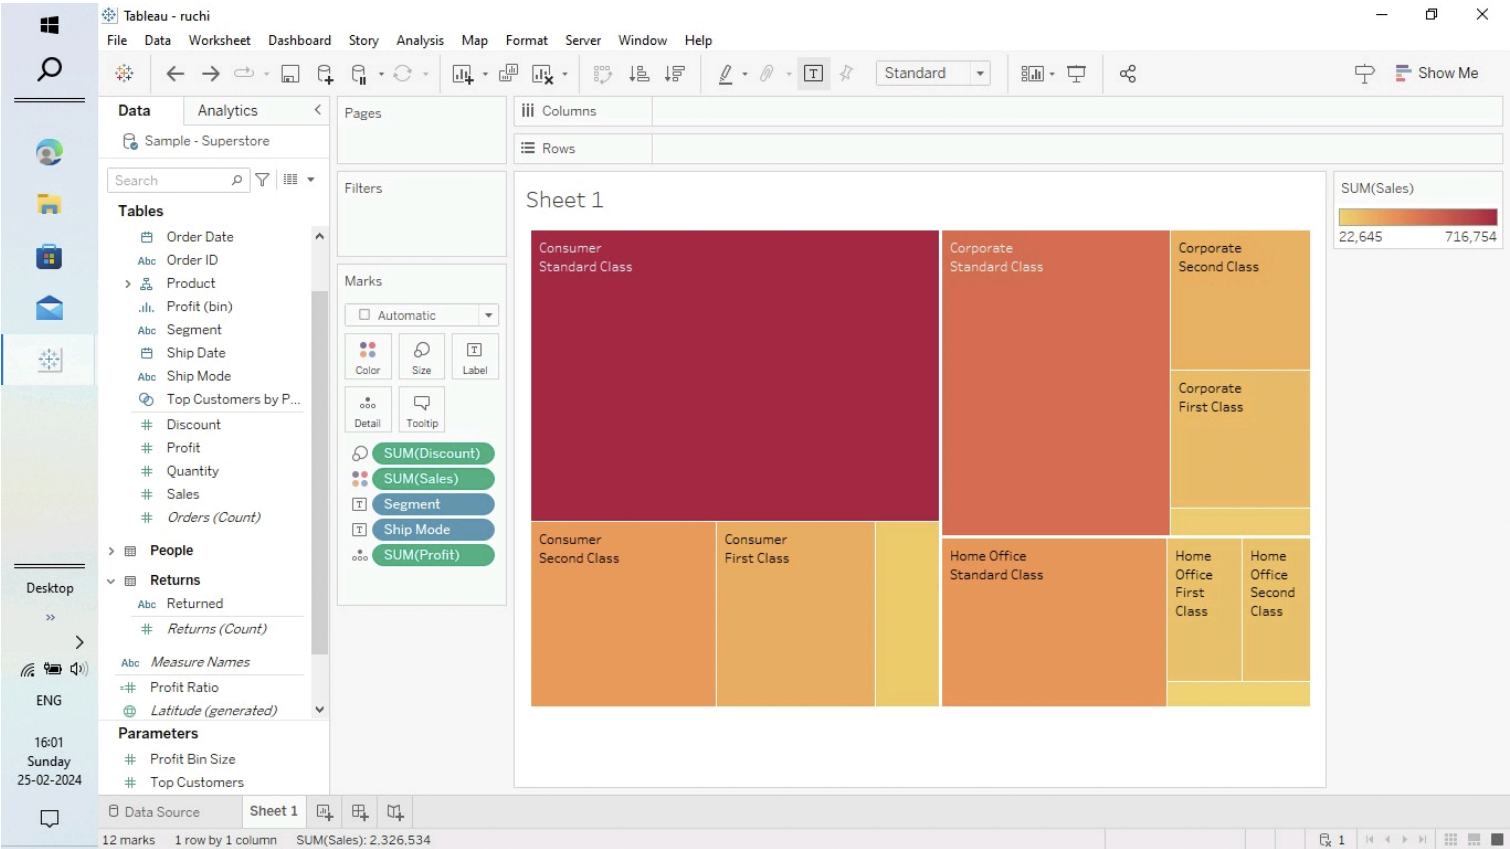 Tableau - ruchi
File Data Worksheet Dashboard Story Analysis Map Format Server Window Help
Standard
Show Me
Data Analytics
Sample - Superstore
Search
Tables
Order Date
Abc Order ID
Product
Profit (bin)
Abc Segment
Ship Date
Abc Ship Mode
Top Customers by P...
# Discount
# Profit
# Quantity
# Sales
# Orders (Count)
People
Returns
Abc Returned
# Returns (Count)
Abc Measure Names
=# Profit Ratio
Latitude (generated)
Parameters
# Profit Bin Size
# Top Customers
Pages
Filters
Marks
Automatic
Color Size T Label
Detail Tooltip
SUM(Discount)
SUM(Sales)
T Segment
T Ship Mode
SUM(Profit)
iii Columns
Rows
Sheet 1
Consumer
Standard Class
Corporate
Standard Class
Corporate
Second Class
Corporate
First Class
Consumer
Second Class
Consumer
First Class
Home Office
Standard Class
Home
Office
First
Class
Home
Office
Second
Class
SUM(Sales)
22,645 716,754
Desktop
»
ENG
16:01
Sunday
25-02-2024
Data Source Sheet 1
12 marks 1 row by 1 column SUM(Sales): 2,326,534
1